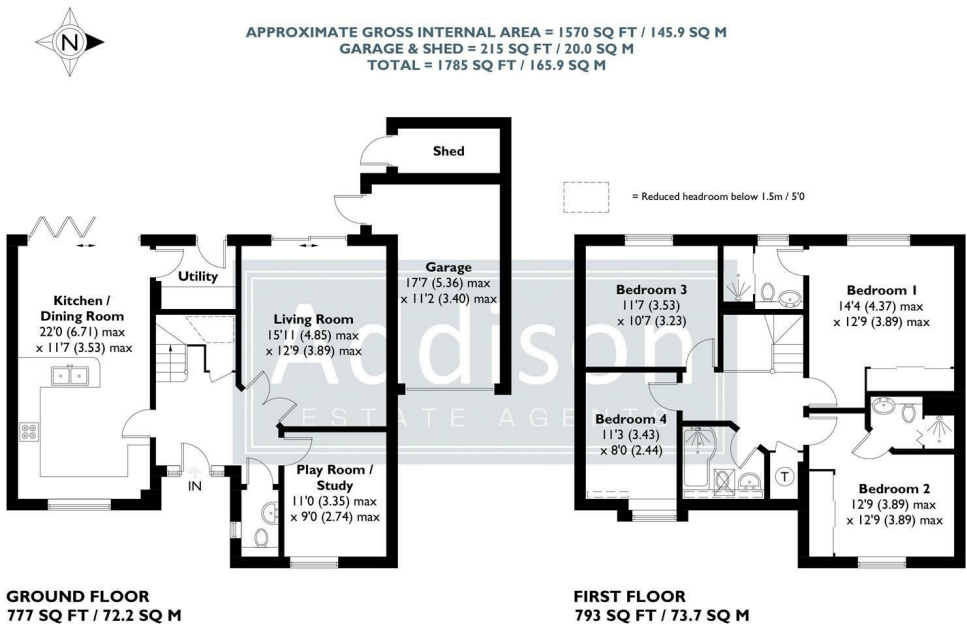 N
APPROXIMATE GROSS INTERNAL AREA = 1570 SQ FT / 145.9 SQ M
GARAGE & SHED = 215 SQ FT / 20.0 SQ M
TOTAL = 1785 SQ FT / 165.9 SQ M
Shed
= Reduced headroom below 1.5m / 5'0
Utility
Kitchen /
Dining Room
22'0 (6.71) max
x 11'7 (3.53) max
Living Room
15'11 (4.85) max
x 12'9 (3.89) max
Garage
17'7 (5.36) max
x 11'2 (3.40) max
Bedroom 3
11'7 (3.53)
x 10'7 (3.23)
Bedroom 1
14'4 (4.37) max
x 12'9 (3.89) max
Addison
ESTATE AGENTS
Bedroom 4
11'3 (3.43)
x 8'0 (2.44)
Play Room /
Study
11'0 (3.35) max
x 9'0 (2.74) max
IN
T
Bedroom 2
12'9 (3.89) max
x 12'9 (3.89) max
GROUND FLOOR
777 SQ FT / 72.2 SQ M
FIRST FLOOR
793 SQ FT / 73.7 SQ M